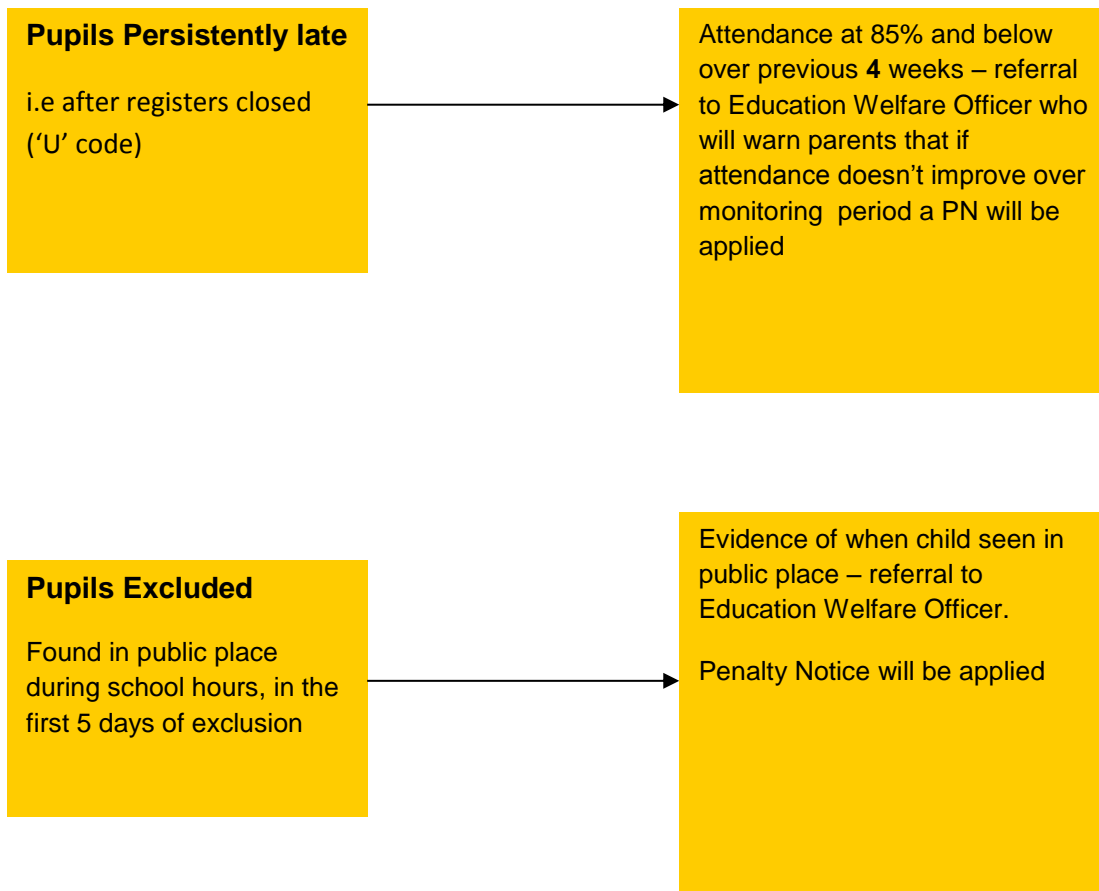 Pupils Persistently late
i.e after registers closed
(‘U’ code)
Attendance at 85% and below
over previous 4 weeks – referral
to Education Welfare Officer who
will warn parents that if
attendance doesn’t improve over
monitoring  period a PN will be
applied
Pupils Excluded
Found in public place
during school hours, in the
first 5 days of exclusion
Evidence of when child seen in
public place – referral to
Education Welfare Officer.
Penalty Notice will be applied